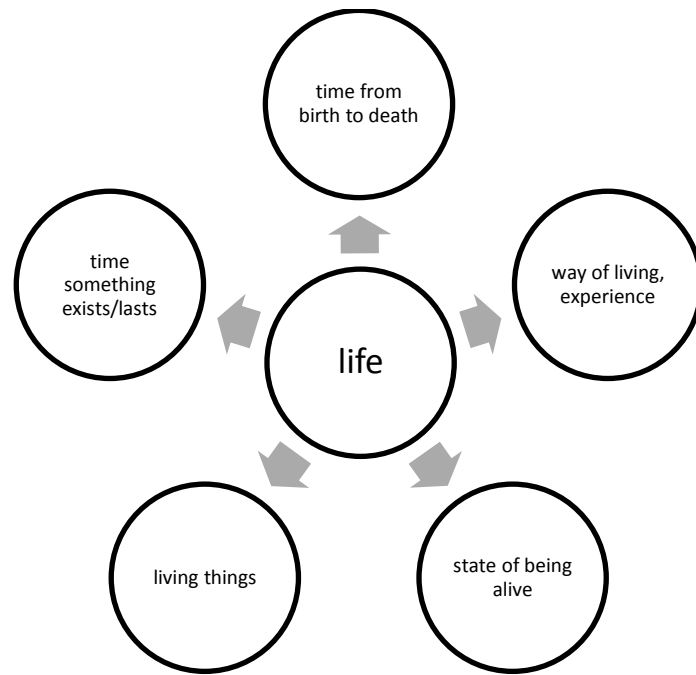 time from
birth to death
time
something
exists/lasts
way of living,
experience
life
living things
state of being
alive